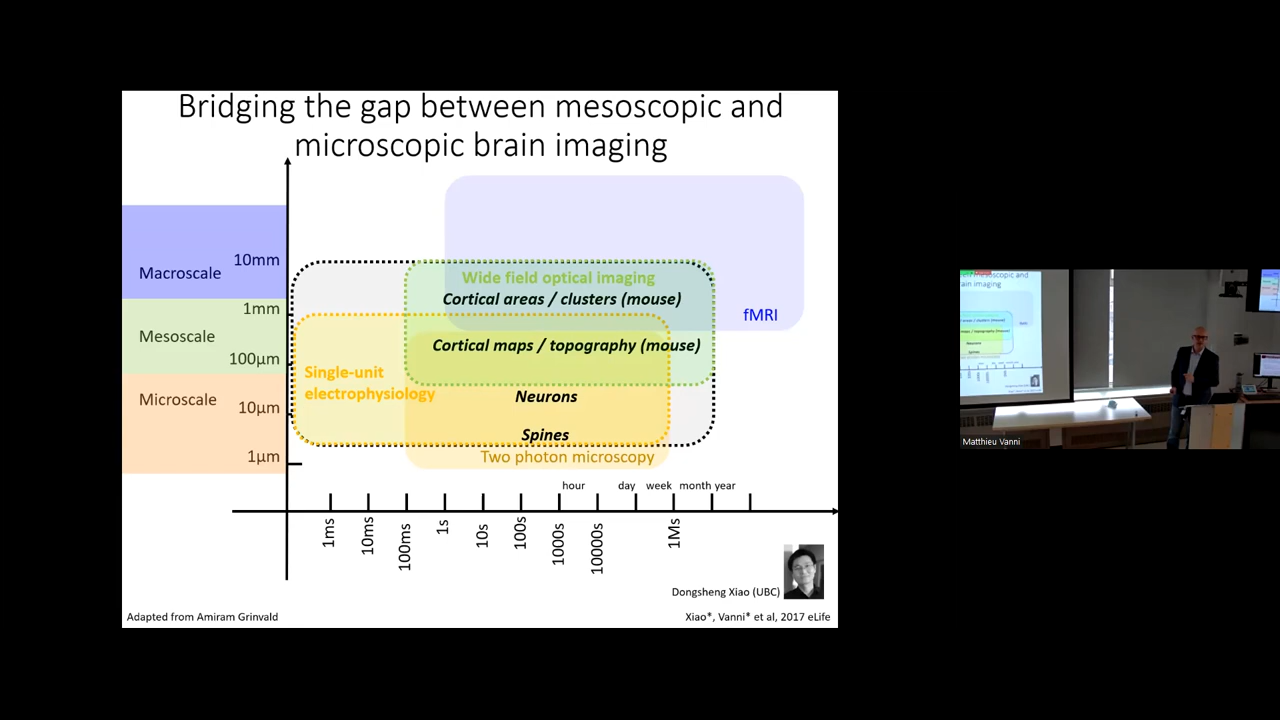 Bridging the gap between mesoscopic and
microscopic brain imaging
10mm
Macroscale
1mm
Mesoscale
100µm
Microscale
10µm
1µm
Wide field optical imaging
Cortical areas / clusters (mouse)
fMRI
Cortical maps / topography (mouse)
Single-unit
electrophysiology
Neurons
Spines
Two photon microscopy
hour day week month year
1ms 10ms 100ms 1s 10s 100s 1000s 10000s 1Ms
Dongsheng Xiao (UBC)
Adapted from Amiram Grinvald
Xiao*, Vanni* et al, 2017 eLife
Matthieu Vanni